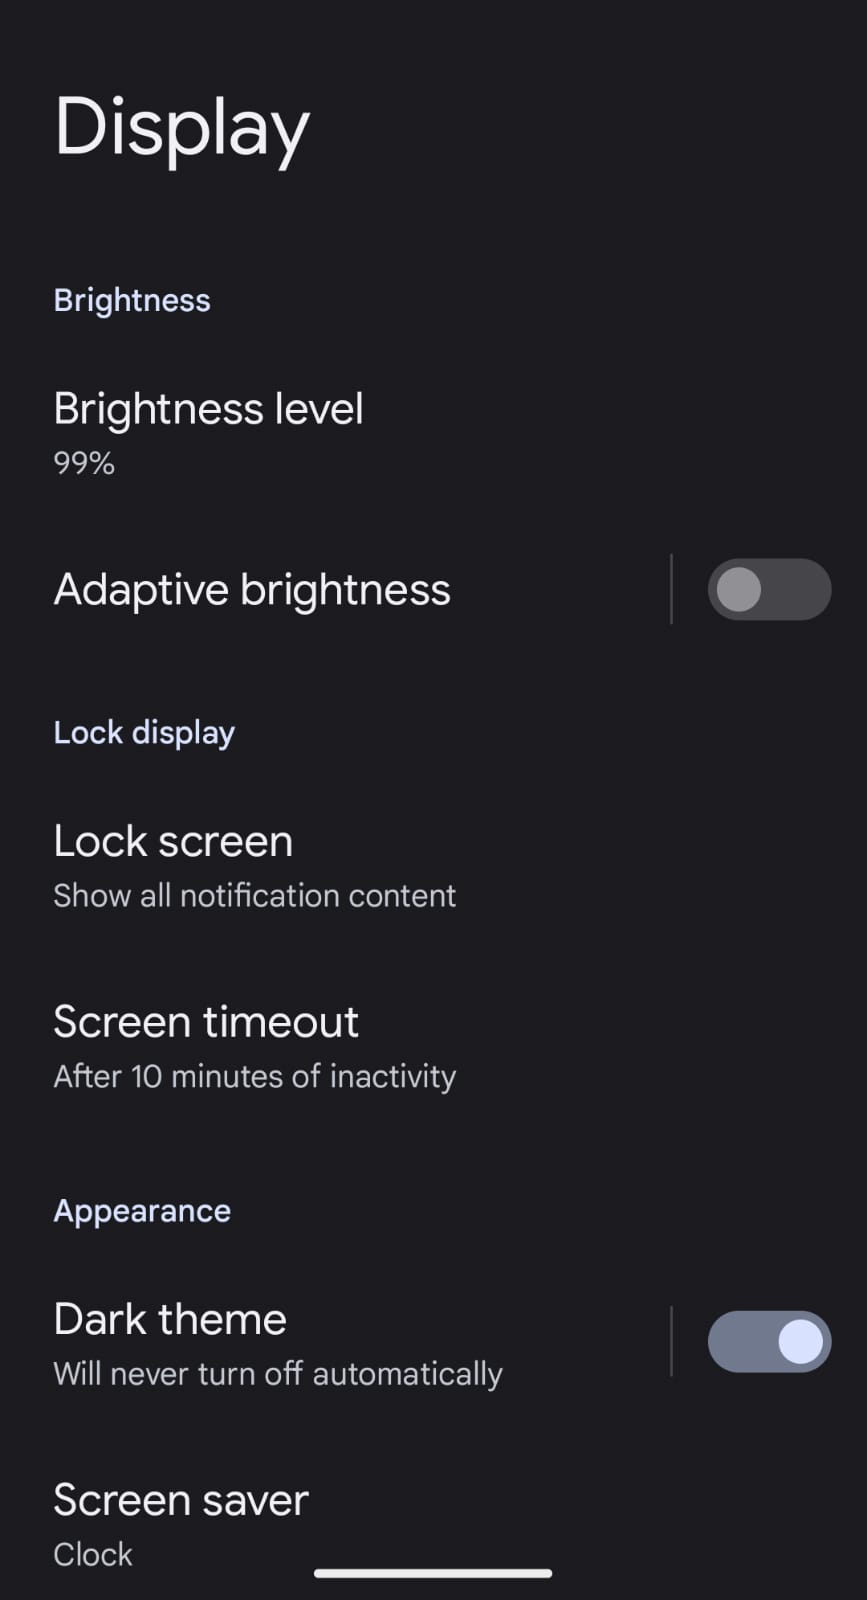 Display
Brightness
Brightness level
99%
Adaptive brightness
Lock display
Lock screen
Show all notification content
Screen timeout
After 10 minutes of inactivity
Appearance
Dark theme
Will never turn off automatically
Screen saver
Clock